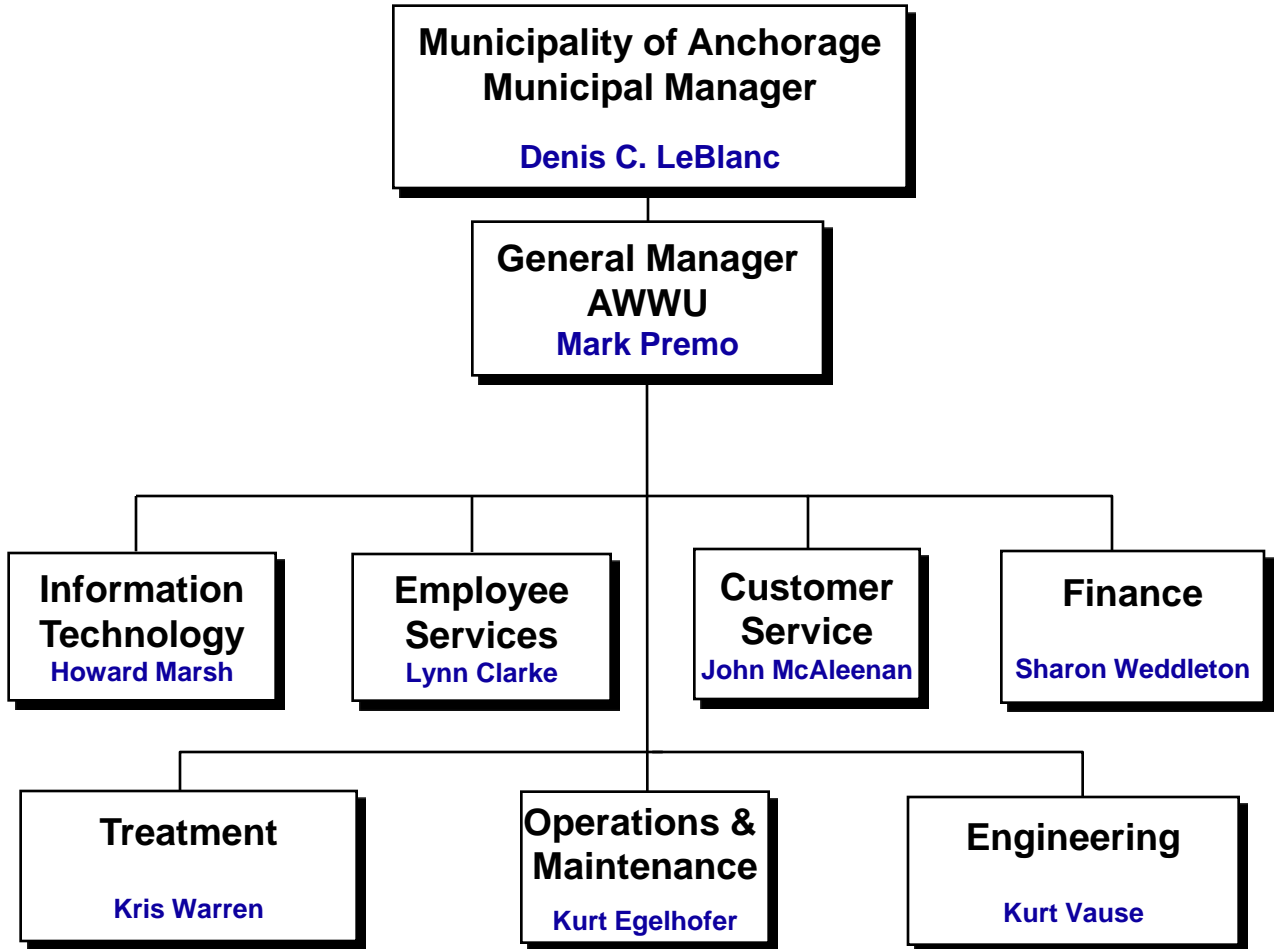 Municipality of Anchorage
Municipal Manager
Denis C. LeBlanc
General Manager
AWWU
Mark Premo
Information
Technology
Howard Marsh
Employee
Services
Lynn Clarke
Customer
Service
John McAleenan
Finance
Sharon Weddleton
Treatment
Kris Warren
Operations &
Maintenance
Kurt Egelhofer
Engineering
Kurt Vause